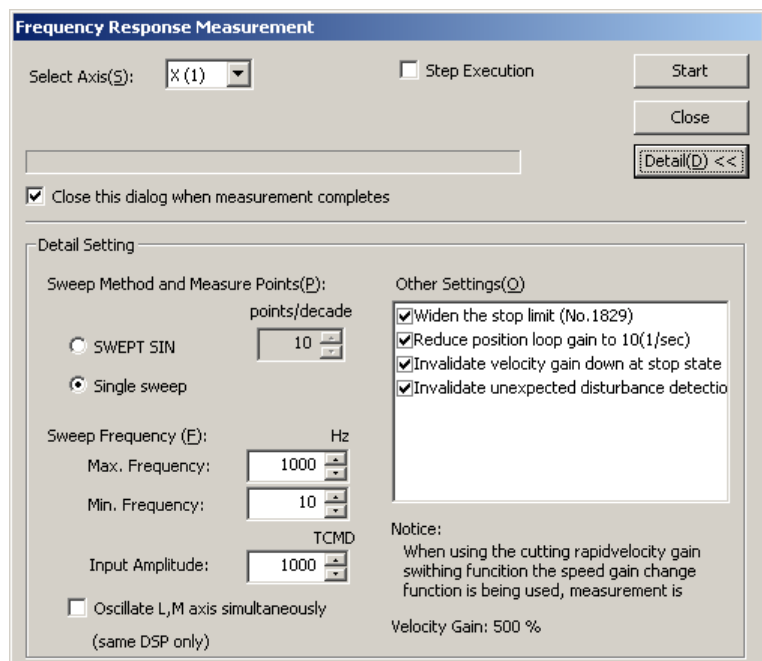 Frequency Response Measurement
Select Axis(S): X (1) Step Execution Start
Close
Detail(D) <<
Close this dialog when measurement completes
Detail Setting
Sweep Method and Measure Points(P):
points/decade
SWEPT SIN 10
Single sweep
Sweep Frequency (F): Hz
Max. Frequency: 1000
Min. Frequency: 10
TCMD
Input Amplitude: 1000
Oscillate L,M axis simultaneously
(same DSP only)
Other Settings(O)
Widen the stop limit (No.1829)
Reduce position loop gain to 10(1/sec)
Invalidate velocity gain down at stop state
Invalidate unexpected disturbance detectio
Notice:
When using the cutting rapidvelocity gain
swithing funcition the speed gain change
function is being used, measurement is
Velocity Gain: 500 %